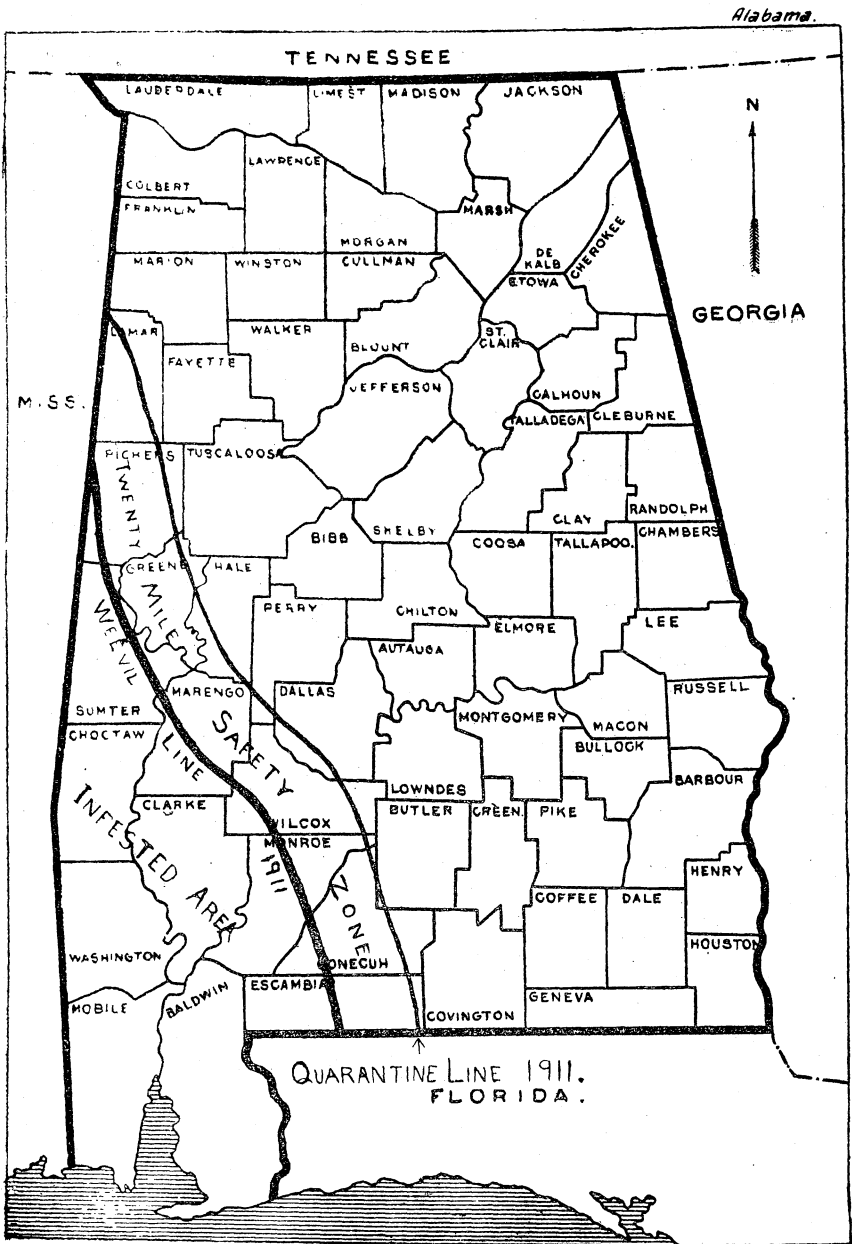 Alabama.
TENNESSEE
LAUDERDALE
LIMEST
MADISON
JACKSON
N
LAWRENCE
COLBERT
FRANKLIN
MARSH
MORGAN
DE
KALB
CHEROKEE
MARION
WINSTON
CULLMAN
ETOWA
GEORGIA
LAMAR
WALKER
ST.
CLAIR
BLOUNT
FAYETTE
JEFFERSON
CALHOUN
MISS.
TALLADEGA
CLEBURNE
PICKENS
TUSCALOOSA
RANDOLPH
CLAY
SHELBY
BIBB
COOSA
TALLAPOO.
CHAMBERS
GREENE
HALE
PERRY
CHILTON
ELMORE
LEE
AUTAUGA
MARENGO
DALLAS
RUSSELL
SUMTER
MONTGOMERY
MACON
CHOCTAW
BULLOCK
BARBOUR
LOWNDES
CLARKE
BUTLER
CREEN.
PIKE
WILCOX
MONROE
HENRY
COFFEE
DALE
HOUSTON
WASHINGTON
CONECUH
ESCAMBIA
BALDWIN
GENEVA
MOBILE
COVINGTON
TWENTY
MILE
SAFETY
ZONE
WEEVIL
LINE
1911
INFESTED AREA
QUARANTINE LINE 1911.
FLORIDA.